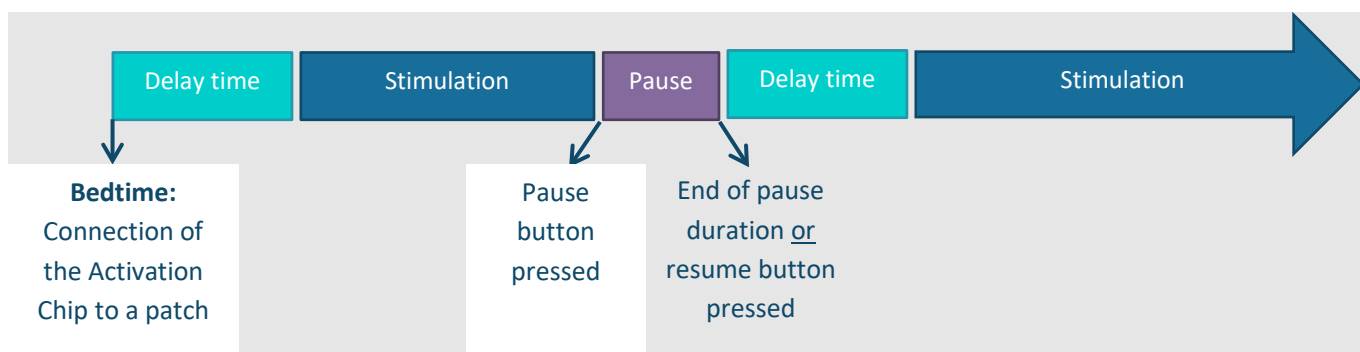 Delay time
Stimulation
Pause
Delay time
Stimulation
Bedtime:
Connection of
the Activation
Chip to a patch
Pause
button
pressed
End of pause
duration or
resume button
pressed